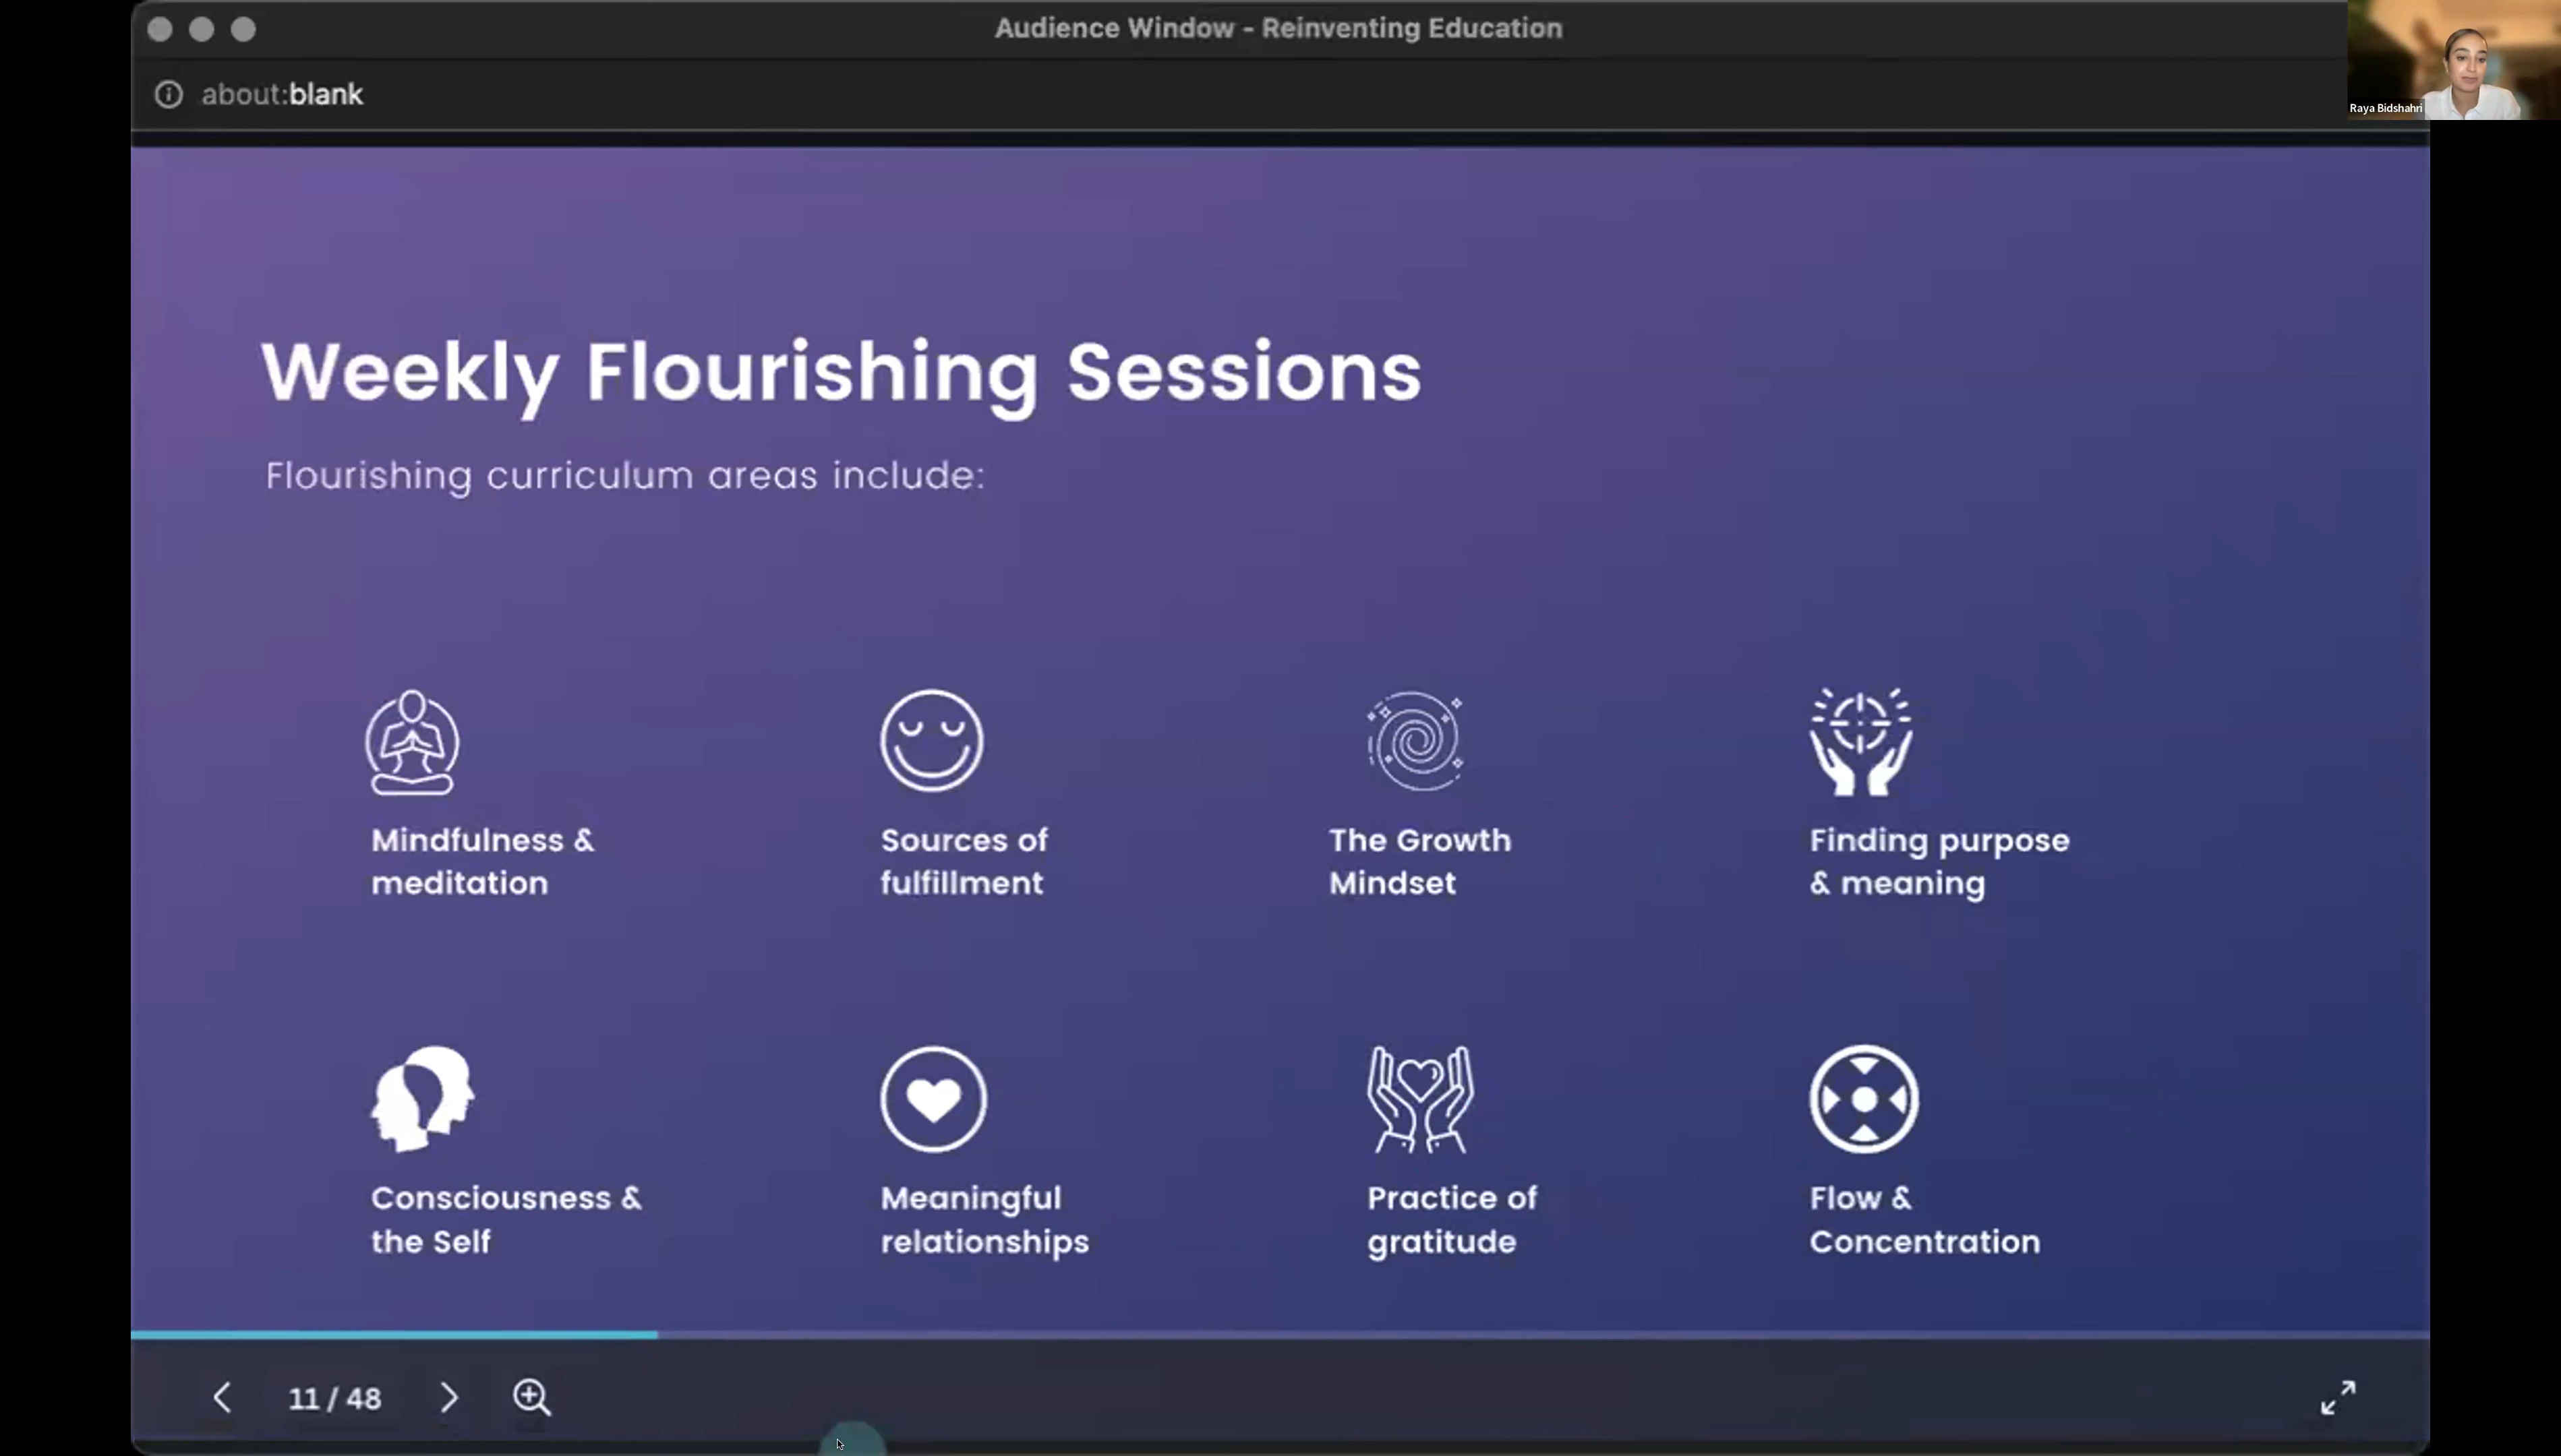 Audience Window - Reinventing Education
about:blank
Raya Bidshahri
Weekly Flourishing Sessions
Flourishing curriculum areas include:
Mindfulness &
meditation
Sources of
fulfillment
The Growth
Mindset
Finding purpose
& meaning
Consciousness &
the Self
Meaningful
relationships
Practice of
gratitude
Flow &
Concentration
11 / 48